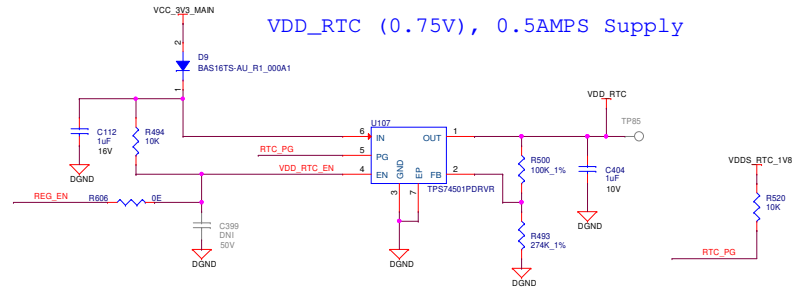 VCC_3V3_MAIN
VDD_RTC (0.75V), 0.5AMPS Supply
2
D9
BAS16TS-AU_R1_000A1
1
VDD_RTC
U107
TP85
C112
1uF
16V
R494
10K
6 IN OUT 1
RTC_PG 5 PG
VDD_RTC_EN 4 EN FB 2
GND EP
3 7
TPS74501PDRVR
R500
100K_1%
C404
1uF
10V
VDDS_RTC_1V8
DGND
REG_EN R606 0E
R520
10K
C399
DNI
50V
DGND
R493
274K_1%
DGND
RTC_PG
DGND
DGND
DGND